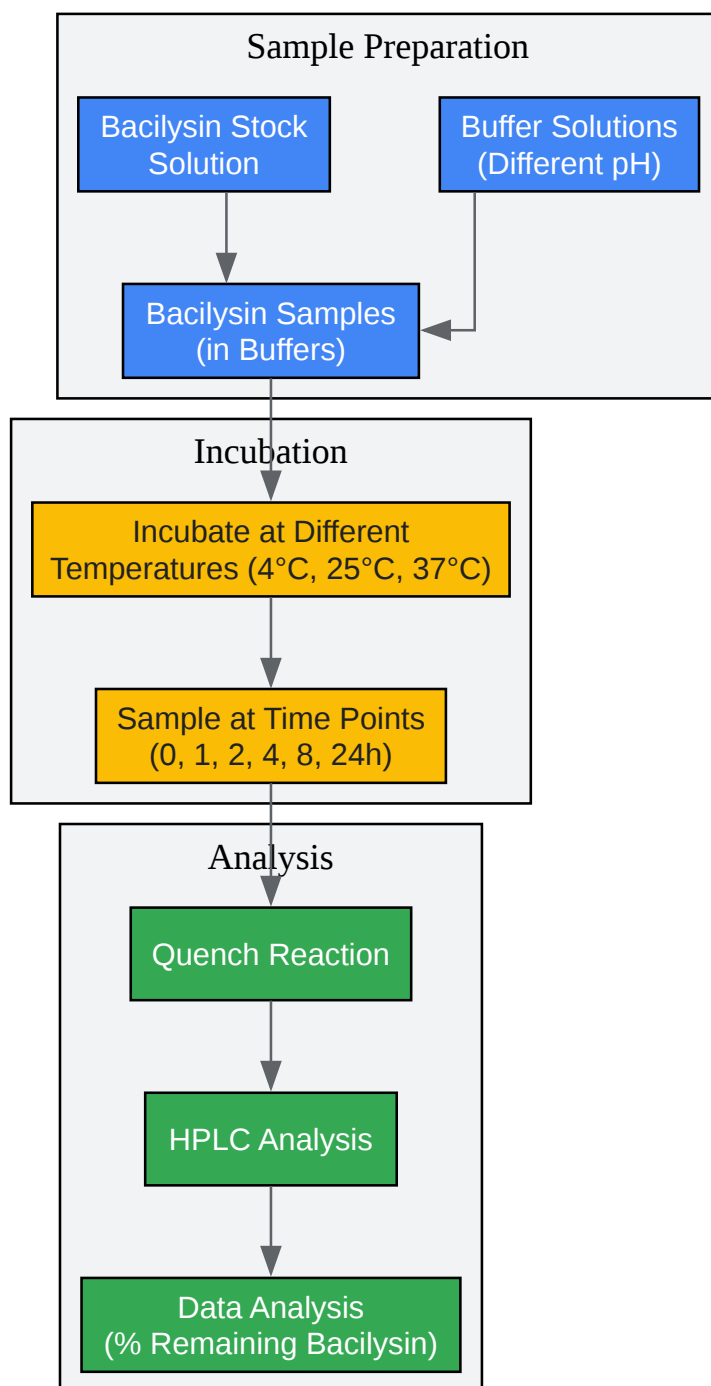 Sample Preparation
Bacilysin Stock
Solution
Buffer Solutions
(Different pH)
Bacilysin Samples
(in Buffers)
Incubation
Incubate at Different
Temperatures (4°C, 25°C, 37°C)
Sample at Time Points
(0, 1, 2, 4, 8, 24h)
Analysis
Quench Reaction
HPLC Analysis
Data Analysis
(% Remaining Bacilysin)